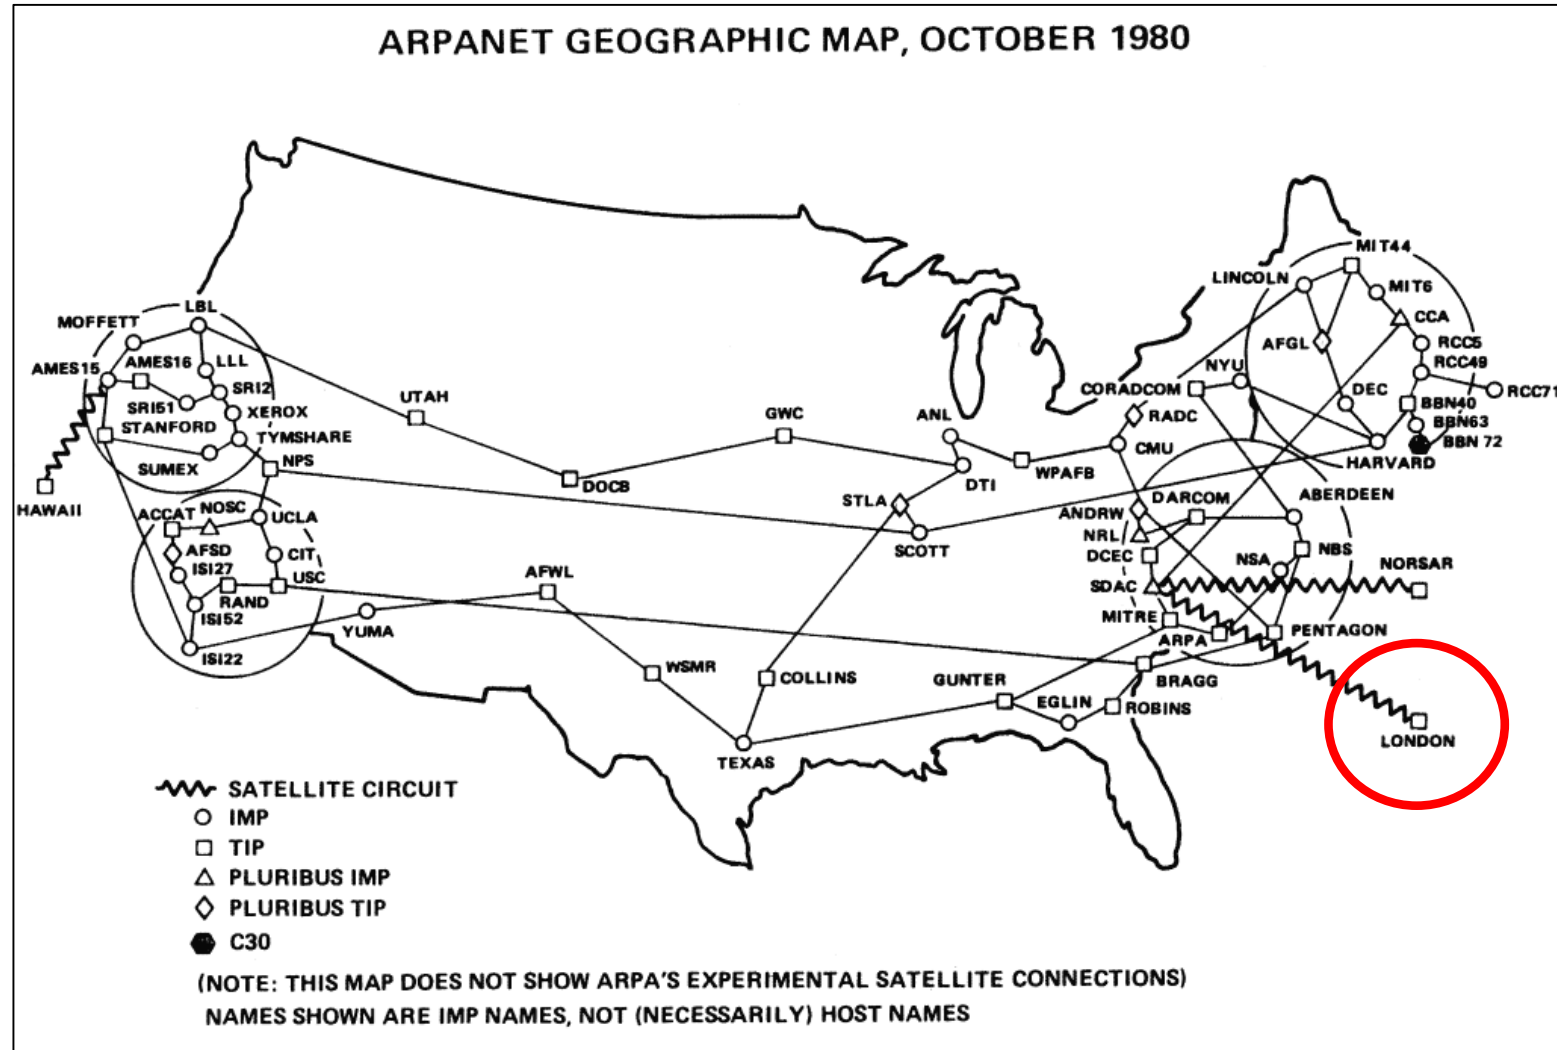 ARPANET GEOGRAPHIC MAP, OCTOBER 1980
MIT44
LINCOLN
MIT6
CCA
AFGL
RCC5
RCC49
RCC71
DEC
BBN40
BBN63
BBN 72
HARVARD
NYU
CORADCOM
RADC
CMU
LBL
MOFFETT
AMES15
AMES16
LLL
SRI2
SRI51
XEROX
STANFORD
TYMSHARE
SUMEX
NPS
HAWAII
UTAH
DOCB
GWC
ANL
DTI
WPAFB
STLA
SCOTT
DARCOM
ABERDEEN
ANDRW
NRL
DCEC
NSA
NBS
SDAC
NORSAR
MITRE
ARPA
PENTAGON
BRAGG
LONDON
ACCAT
NOSC
UCLA
AFSD
CIT
ISI27
RAND
USC
ISI52
ISI22
YUMA
AFWL
WSMR
COLLINS
TEXAS
GUNTER
EGLIN
ROBINS
SATELLITE CIRCUIT
IMP
TIP
PLURIBUS IMP
PLURIBUS TIP
C30
(NOTE: THIS MAP DOES NOT SHOW ARPA'S EXPERIMENTAL SATELLITE CONNECTIONS)
NAMES SHOWN ARE IMP NAMES, NOT (NECESSARILY) HOST NAMES